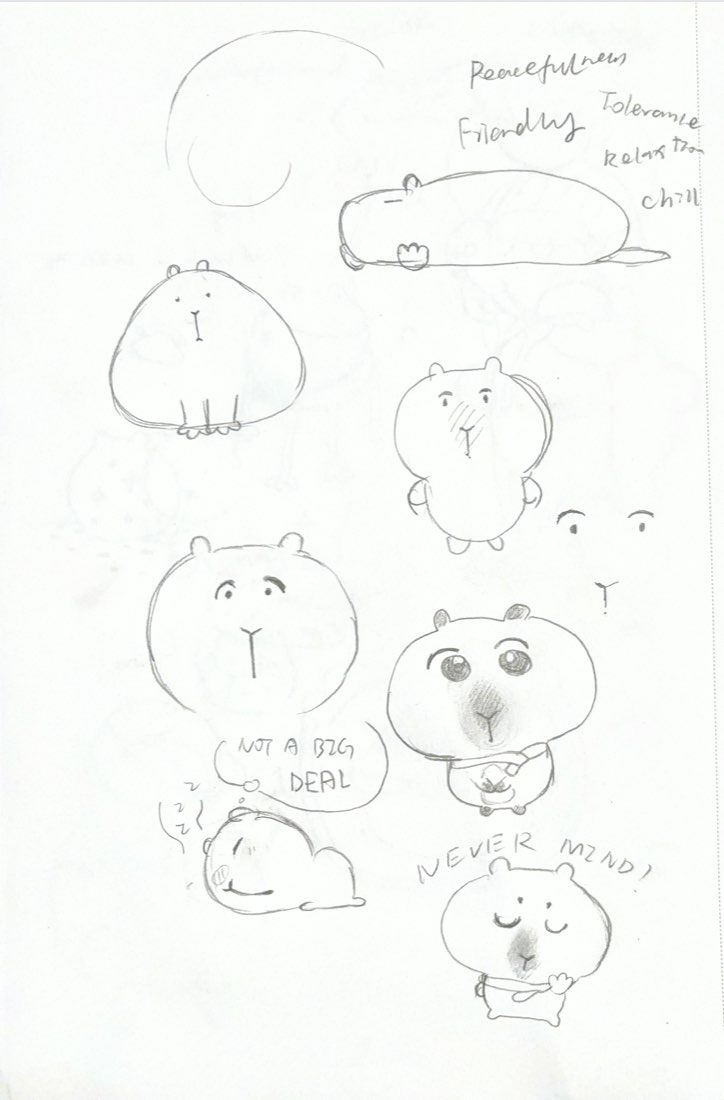 Peacefulness
Friendly
Tolerance
Relaxation
chill
NOT A BIG
DEAL
z
z
z
NEVER MIND!